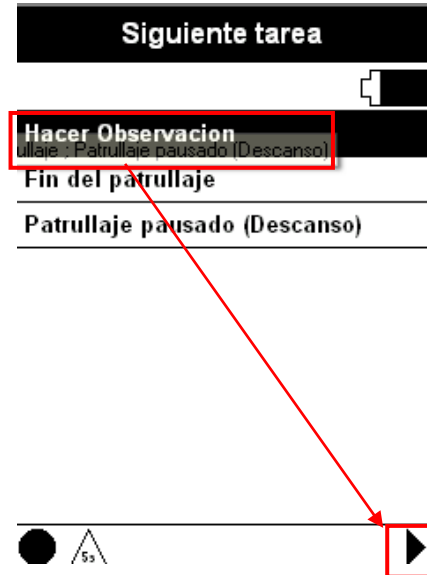 Siguiente tarea
Hacer Observacion
ullaje : Patrullaje pausado (Descanso)
Fin del patrullaje
Patrullaje pausado (Descanso)
5s